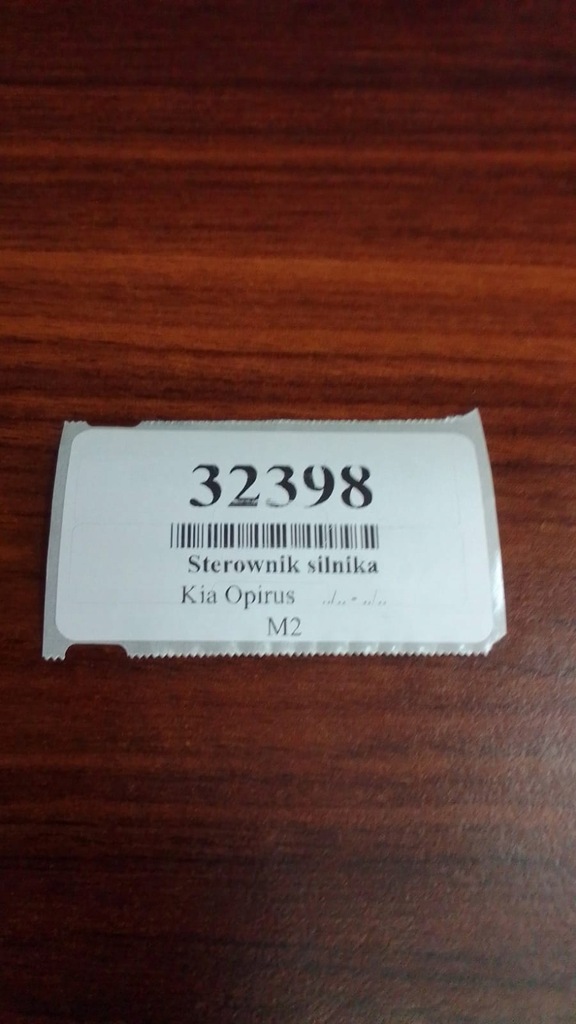 32398
Sterownik silnika
Kia Opirus ../.. - ../..
M2